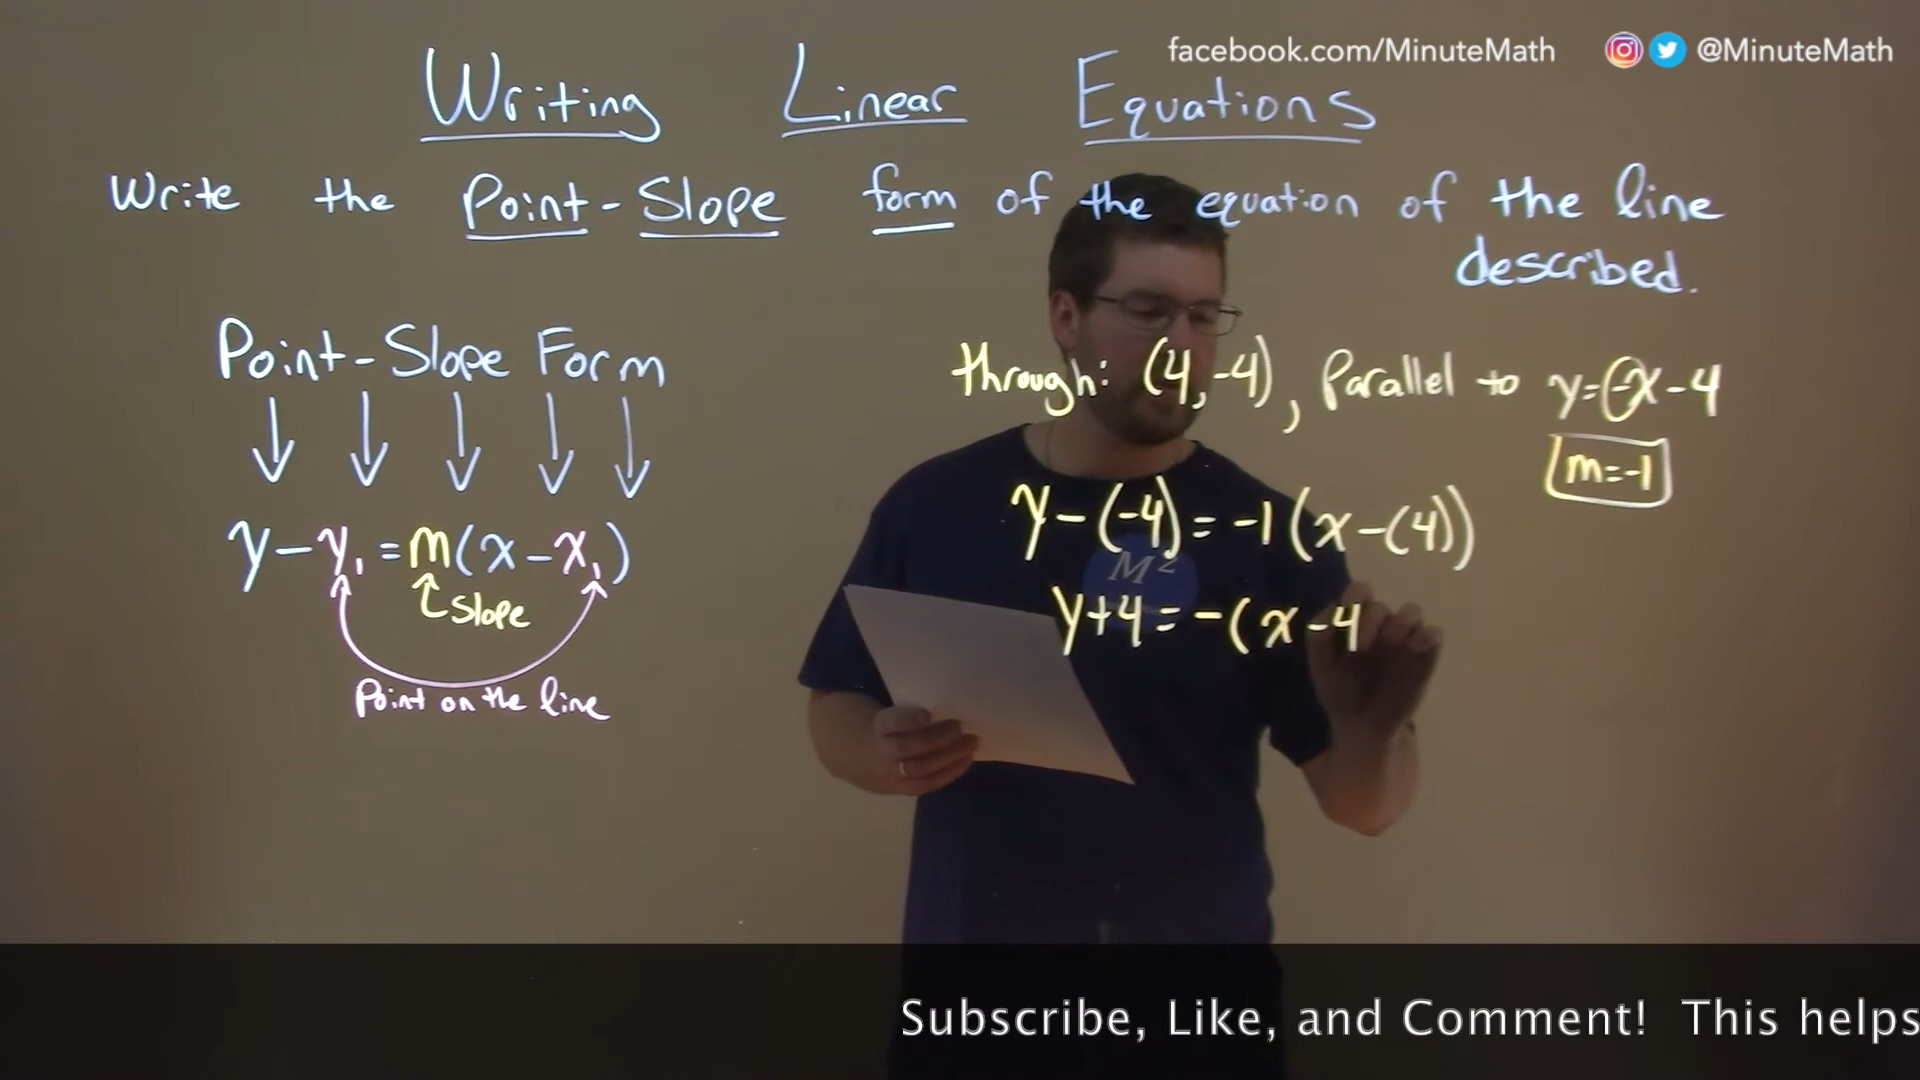 facebook.com/MinuteMath @MinuteMath
Writing Linear Equations
Write the Point-Slope form of the equation of the line
described.
Point-Slope Form
through: (4,-4), Parallel to y=-x-4
m=-1
y-y₁=m(x-x₁)
slope
Point on the line
y-(-4)=-1(x-(4))
M²
y+4=-(x-4
Subscribe, Like, and Comment! This helps